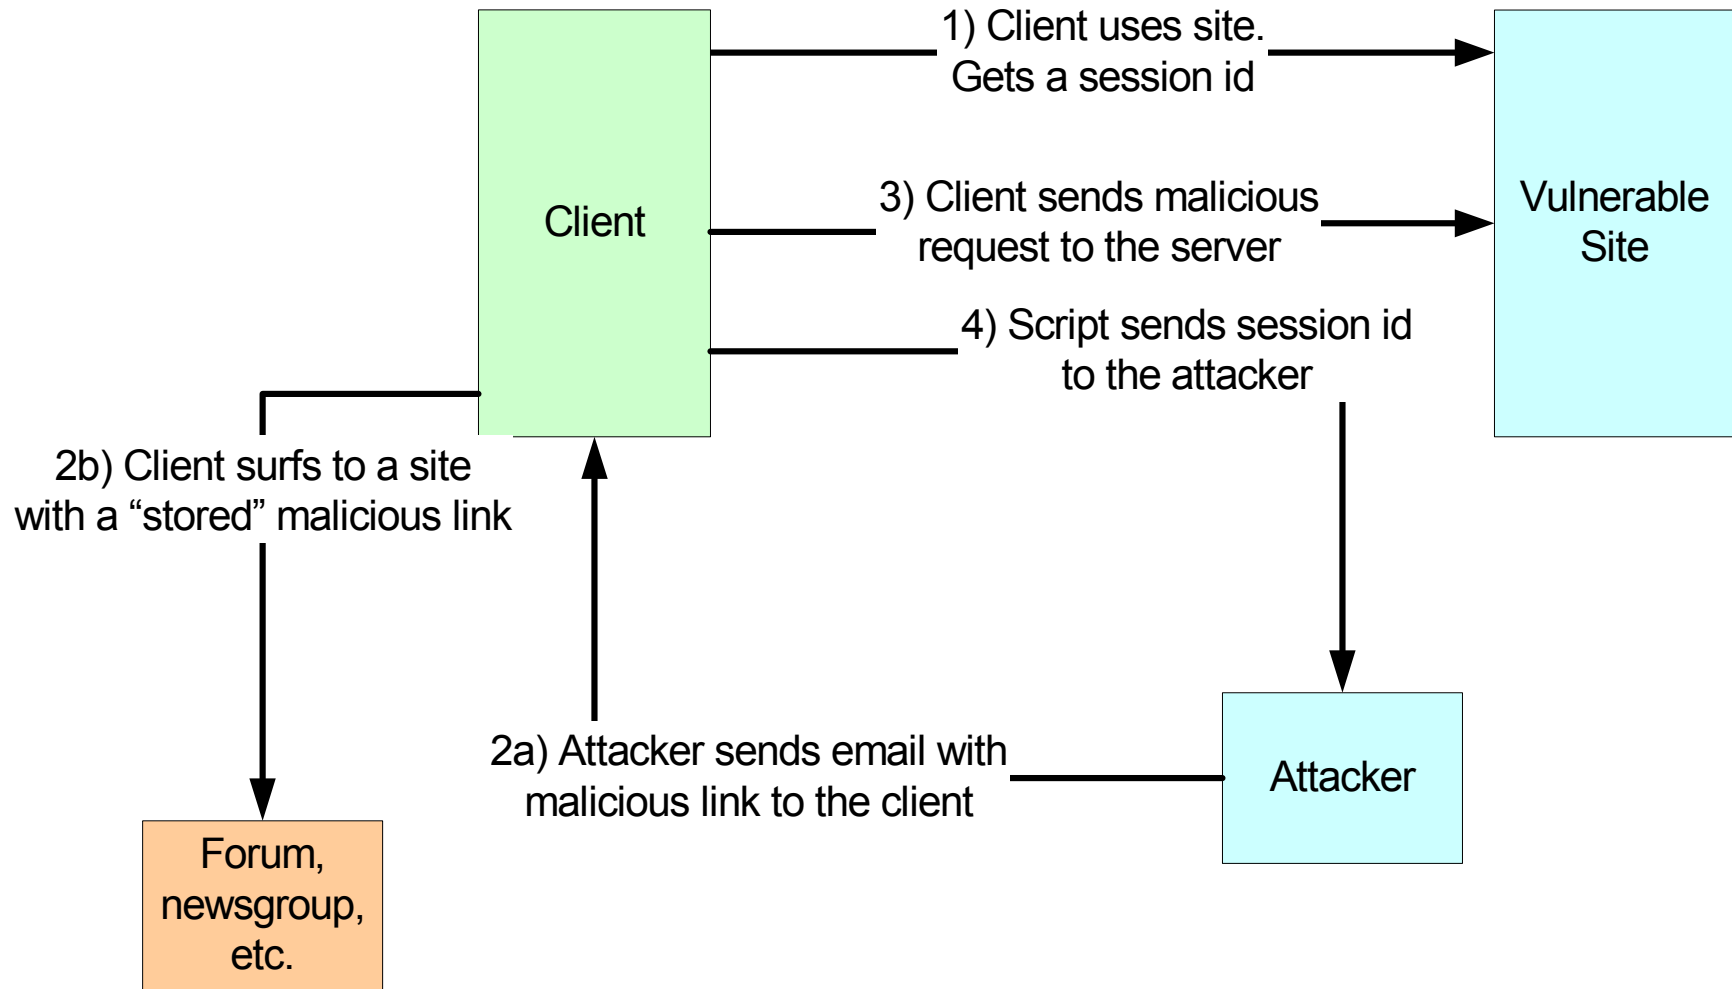 1) Client uses site.
Gets a session id
Client
3) Client sends malicious
request to the server
Vulnerable
Site
4) Script sends session id
to the attacker
2b) Client surfs to a site
with a “stored” malicious link
2a) Attacker sends email with
malicious link to the client
Attacker
Forum,
newsgroup,
etc.